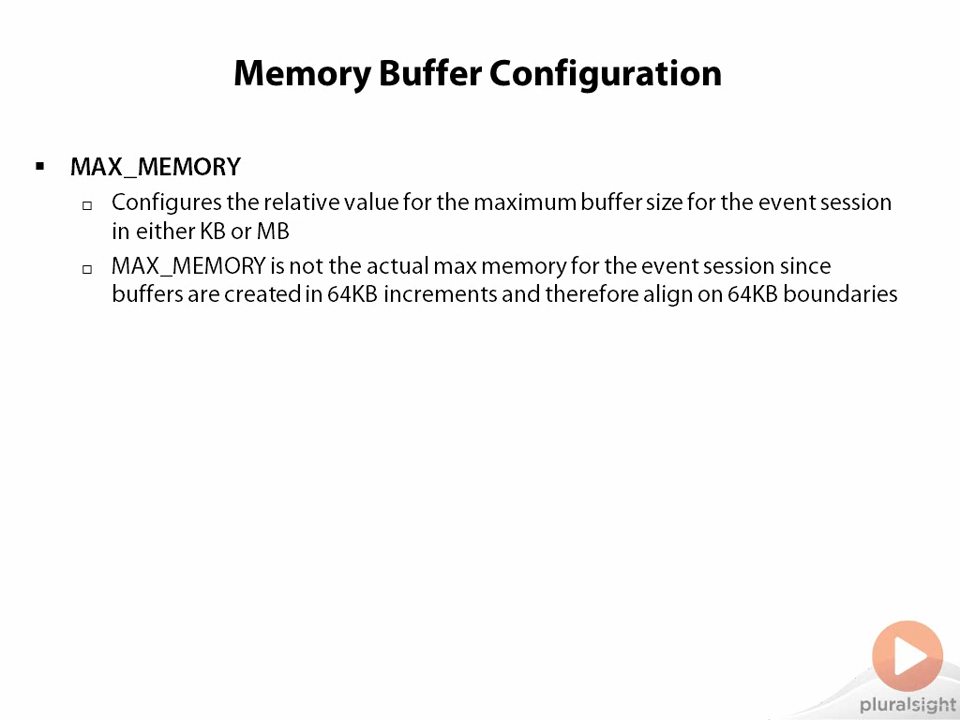 Memory Buffer Configuration
MAX_MEMORY
Configures the relative value for the maximum buffer size for the event session
in either KB or MB
MAX_MEMORY is not the actual max memory for the event session since
buffers are created in 64KB increments and therefore align on 64KB boundaries
pluralsight